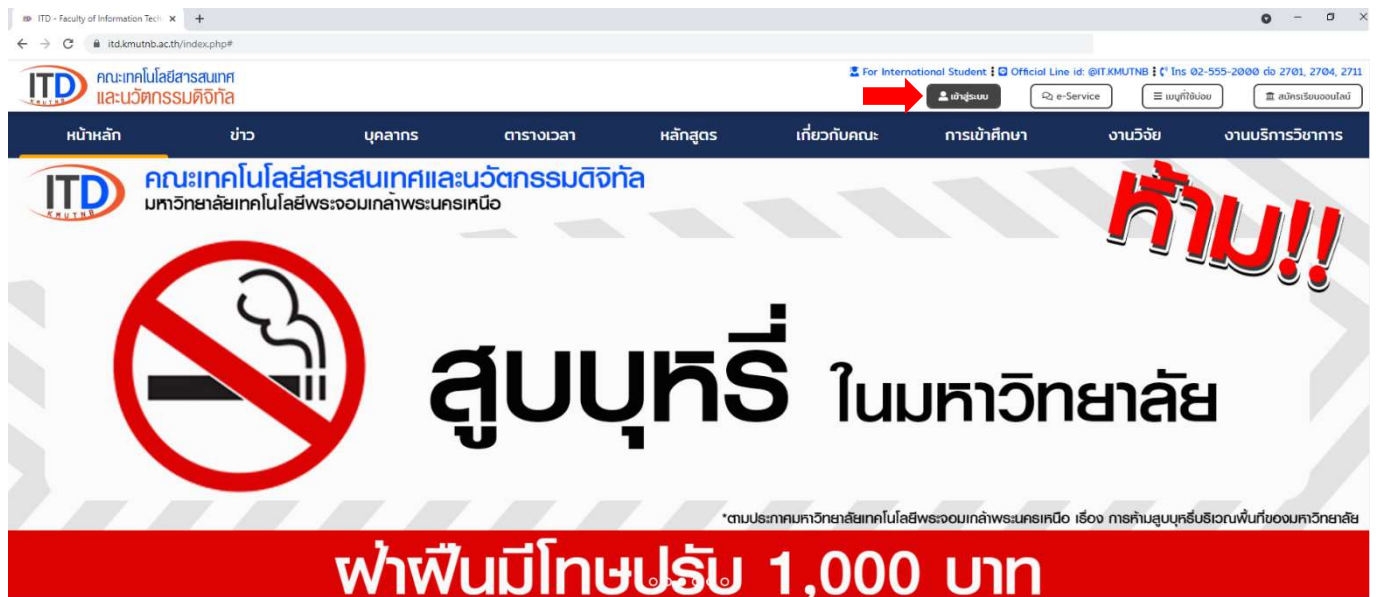 ITD - Faculty of Information Tech
itd.kmutnb.ac.th/index.php#
For International Student Official Line id: @IT.KMUTNB โทร 02-555-2000 ต่อ 2701, 2704, 2711
ITD
KMUTNB
คณะเทคโนโลยีสารสนเทศ
และนวัตกรรมดิจิทัล
เข้าสู่ระบบ e-Service เมนูที่ใช้บ่อย สมัครเรียนออนไลน์
หน้าหลัก ข่าว บุคลากร ตารางเวลา หลักสูตร เกี่ยวกับคณะ การเข้าศึกษา งานวิจัย งานบริการวิชาการ
ITD
KMUTNB
คณะเทคโนโลยีสารสนเทศและนวัตกรรมดิจิทัล
มหาวิทยาลัยเทคโนโลยีพระจอมเกล้าพระนครเหนือ
ห้าม!!
สูบบุหรี่ ในมหาวิทยาลัย
*ตามประกาศมหาวิทยาลัยเทคโนโลยีพระจอมเกล้าพระนครเหนือ เรื่อง การห้ามสูบบุหรี่บริเวณพื้นที่ของมหาวิทยาลัย
ฝ่าฝืนมีโทษปรับ 1,000 บาท